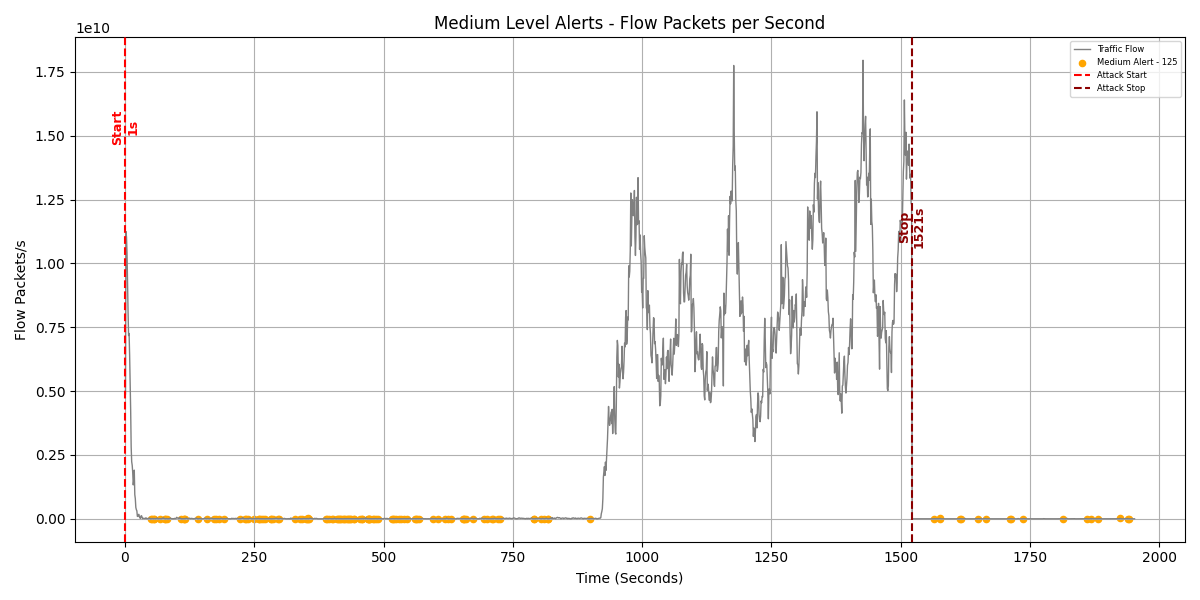 Medium Level Alerts - Flow Packets per Second
1e10
Traffic Flow
Medium Alert - 125
Attack Start
Attack Stop
Start
1s
Stop
1521s
Flow Packets/s
1.75
1.50
1.25
1.00
0.75
0.50
0.25
0.00
0
250
500
750
1000
1250
1500
1750
2000
Time (Seconds)